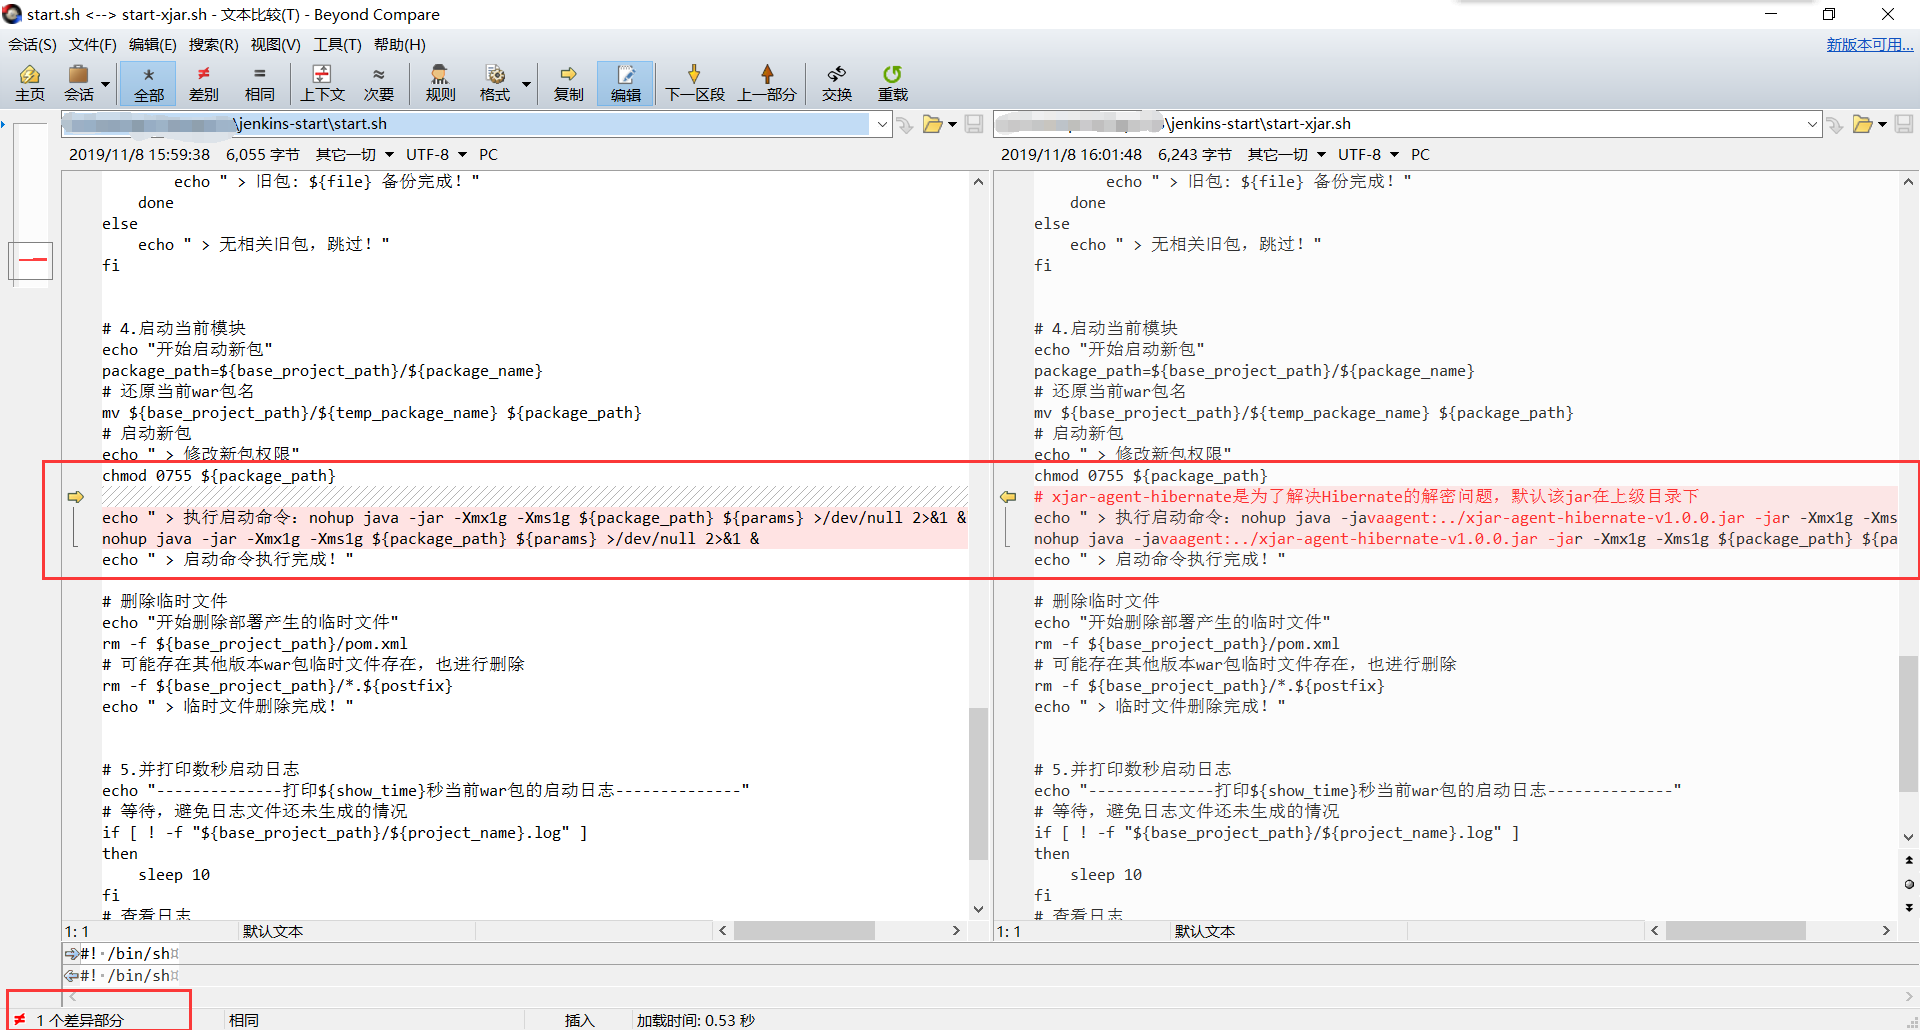 start.sh <--> start-xjar.sh - 文本比较(T) - Beyond Compare
会话(S) 文件(F) 编辑(E) 搜索(R) 视图(V) 工具(T) 帮助(H)
新版本可用...
主页 会话 全部 差别 相同 上下文 次要 规则 格式 复制 编辑 下一区段 上一部分 交换 重载
\jenkins-start\start.sh
2019/11/8 15:59:38 6,055 字节 其它一切 UTF-8 PC
echo " > 旧包: ${file} 备份完成! "
done
else
echo " > 无相关旧包, 跳过! "
fi
# 4.启动当前模块
echo "开始启动新包"
package_path=${base_project_path}/${package_name}
# 还原当前war包名
mv ${base_project_path}/${temp_package_name} ${package_path}
# 启动新包
echo " > 修改新包权限"
chmod 0755 ${package_path}
echo " > 执行启动命令: nohup java -jar -Xmx1g -Xms1g ${package_path} ${params} >/dev/null 2>&1 &
nohup java -jar -Xmx1g -Xms1g ${package_path} ${params} >/dev/null 2>&1 &
echo " > 启动命令执行完成! "
# 删除临时文件
echo "开始删除部署产生的临时文件"
rm -f ${base_project_path}/pom.xml
# 可能存在其他版本war包临时文件存在, 也进行删除
rm -f ${base_project_path}/*.${postfix}
echo " > 临时文件删除完成! "
# 5.并打印数秒启动日志
echo "--------------打印${show_time}秒当前war包的启动日志--------------"
# 等待, 避免日志文件还未生成的情况
if [ ! -f "${base_project_path}/${project_name}.log" ]
then
sleep 10
fi
# 查看日志
1: 1 默认文本
\jenkins-start\start-xjar.sh
2019/11/8 16:01:48 6,243 字节 其它一切 UTF-8 PC
echo " > 旧包: ${file} 备份完成! "
done
else
echo " > 无相关旧包, 跳过! "
fi
# 4.启动当前模块
echo "开始启动新包"
package_path=${base_project_path}/${package_name}
# 还原当前war包名
mv ${base_project_path}/${temp_package_name} ${package_path}
# 启动新包
echo " > 修改新包权限"
chmod 0755 ${package_path}
# xjar-agent-hibernate是为了解决Hibernate的解密问题, 默认该jar在上级目录下
echo " > 执行启动命令: nohup java -javaagent:../xjar-agent-hibernate-v1.0.0.jar -jar -Xmx1g -Xms
nohup java -javaagent:../xjar-agent-hibernate-v1.0.0.jar -jar -Xmx1g -Xms1g ${package_path} ${pa
echo " > 启动命令执行完成! "
# 删除临时文件
echo "开始删除部署产生的临时文件"
rm -f ${base_project_path}/pom.xml
# 可能存在其他版本war包临时文件存在, 也进行删除
rm -f ${base_project_path}/*.${postfix}
echo " > 临时文件删除完成! "
# 5.并打印数秒启动日志
echo "--------------打印${show_time}秒当前war包的启动日志--------------"
# 等待, 避免日志文件还未生成的情况
if [ ! -f "${base_project_path}/${project_name}.log" ]
then
sleep 10
fi
# 查看日志
1: 1 默认文本
#!·/bin/sh¤
#!·/bin/sh¤
1 个差异部分 相同 插入 加载时间: 0.53 秒